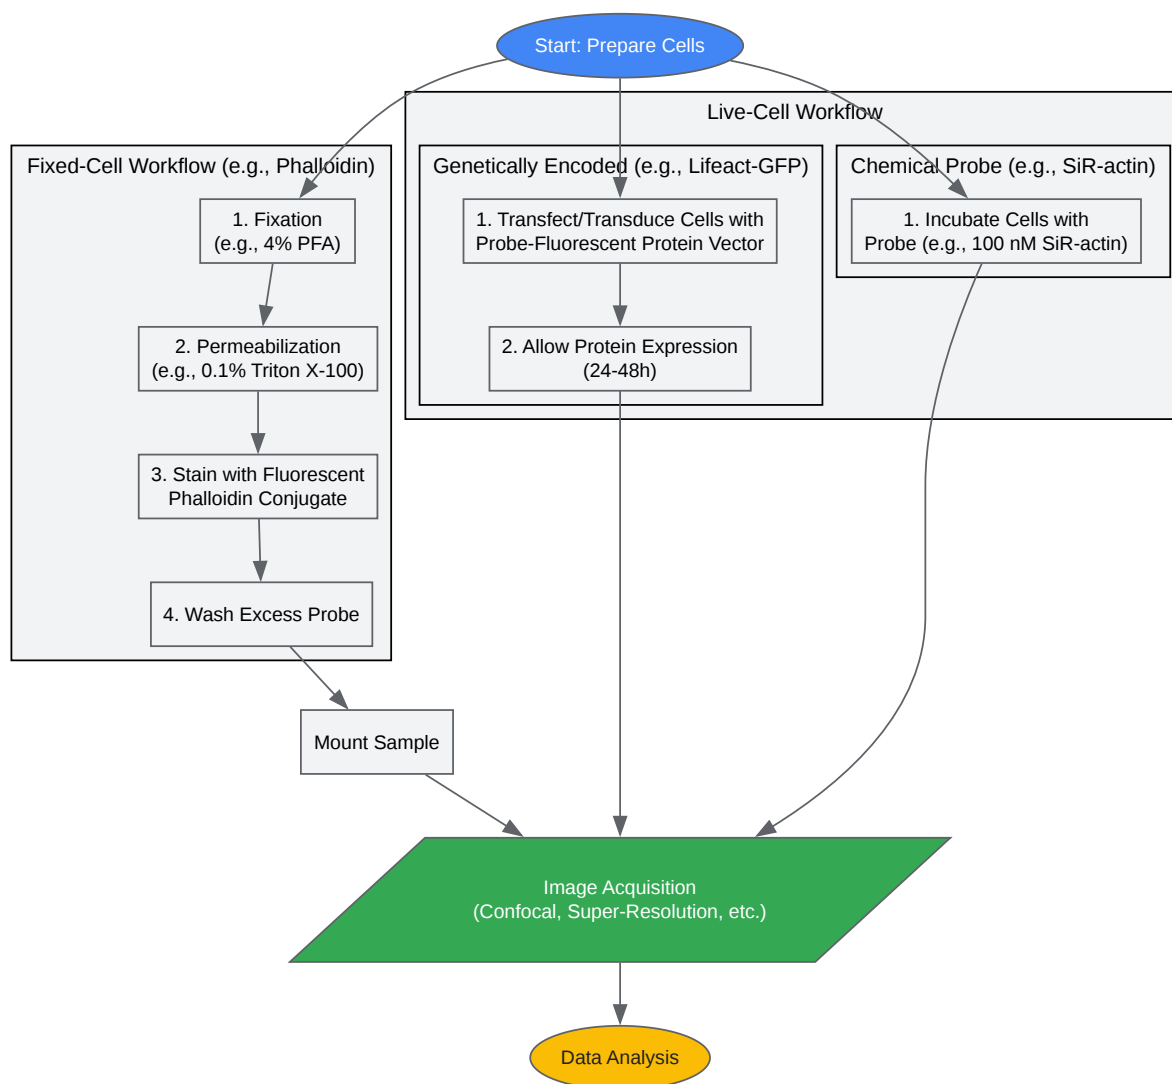 Start: Prepare Cells
Live-Cell Workflow
Fixed-Cell Workflow (e.g., Phalloidin)
1. Fixation
(e.g., 4% PFA)
2. Permeabilization
(e.g., 0.1% Triton X-100)
3. Stain with Fluorescent
Phalloidin Conjugate
4. Wash Excess Probe
Mount Sample
Genetically Encoded (e.g., Lifeact-GFP)
1. Transfect/Transduce Cells with
Probe-Fluorescent Protein Vector
2. Allow Protein Expression
(24-48h)
Chemical Probe (e.g., SiR-actin)
1. Incubate Cells with
Probe (e.g., 100 nM SiR-actin)
Image Acquisition
(Confocal, Super-Resolution, etc.)
Data Analysis